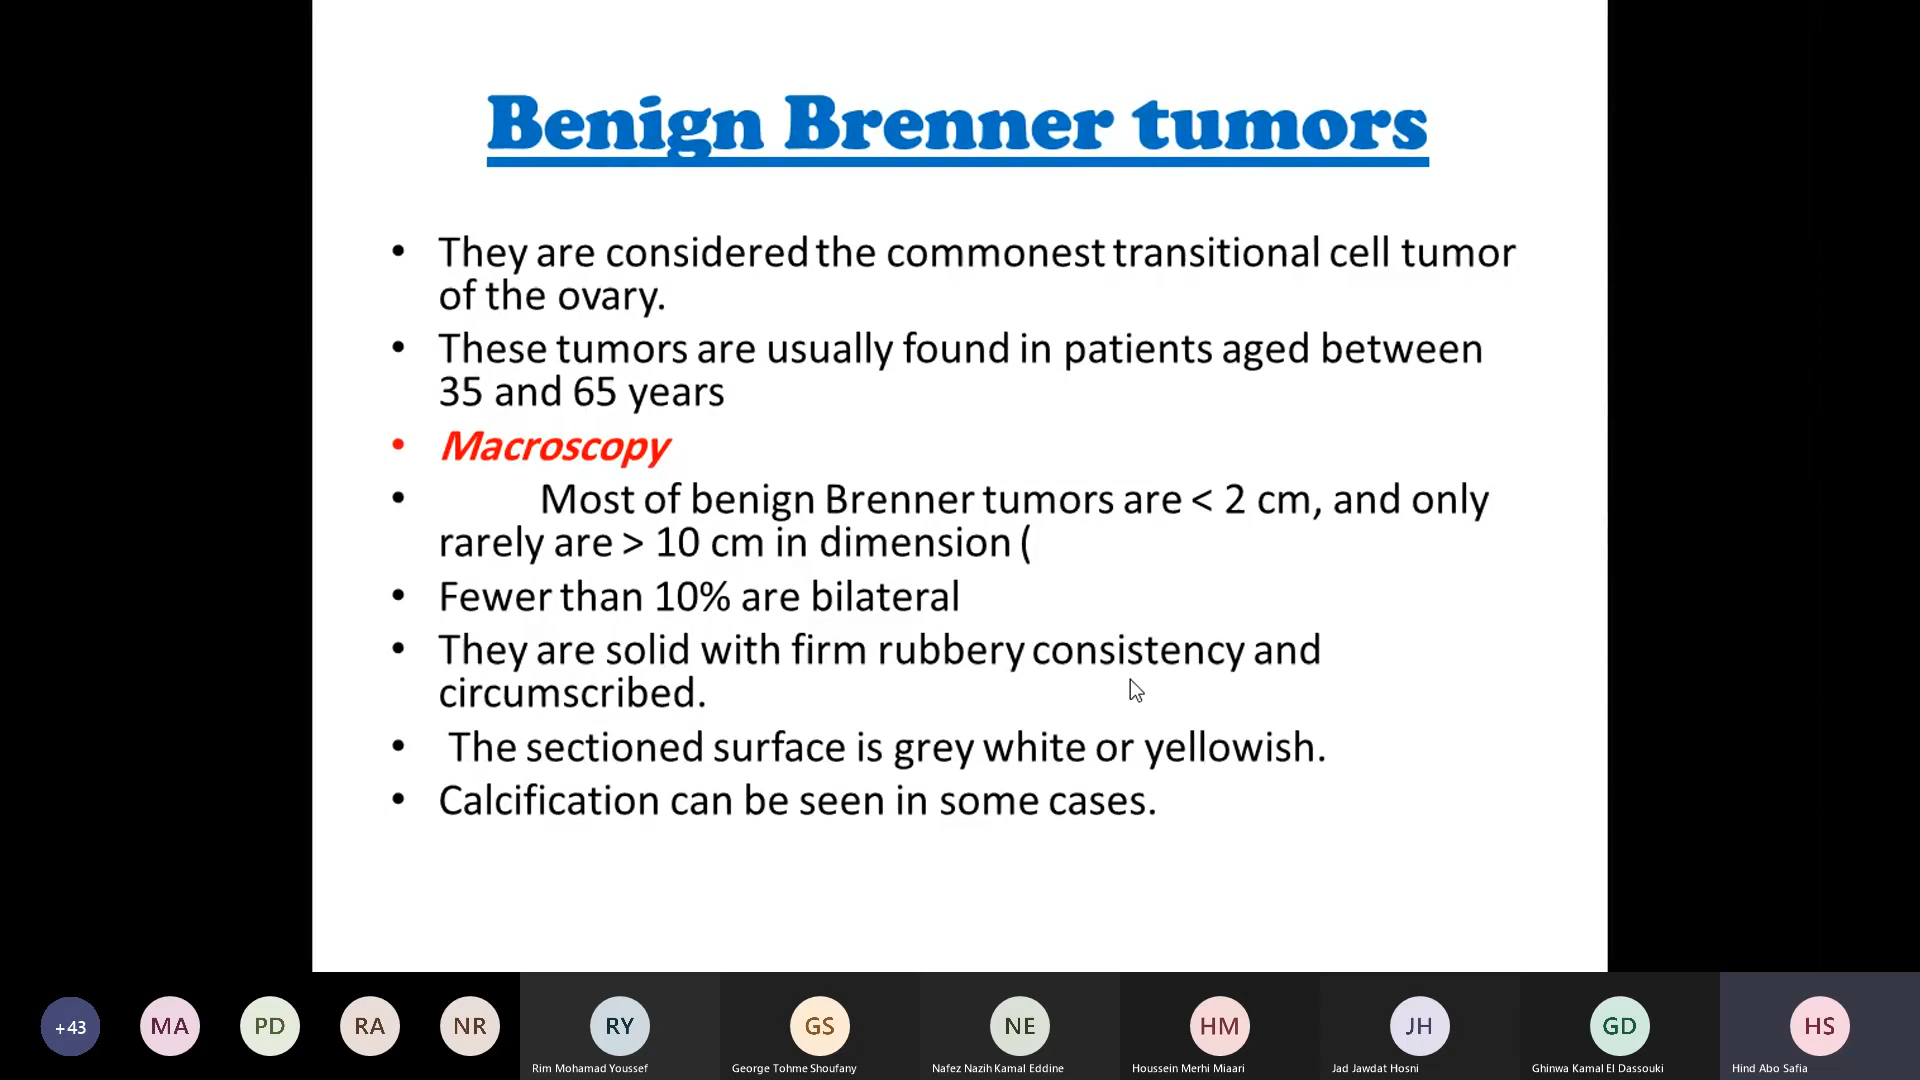 Benign Brenner tumors
• They are considered the commonest transitional cell tumor
of the ovary.
• These tumors are usually found in patients aged between
35 and 65 years
• Macroscopy
• Most of benign Brenner tumors are < 2 cm, and only
rarely are > 10 cm in dimension (
• Fewer than 10% are bilateral
• They are solid with firm rubbery consistency and
circumscribed.
• The sectioned surface is grey white or yellowish.
• Calcification can be seen in some cases.
+43
MA
PD
RA
NR
RY
GS
NE
HM
JH
GD
HS
Rim Mohamad Youssef
George Tohme Shoufany
Nafez Nazih Kamal Eddine
Houssein Merhi Miaari
Jad Jawdat Hosni
Ghinwa Kamal El Dassouki
Hind Abo Safia